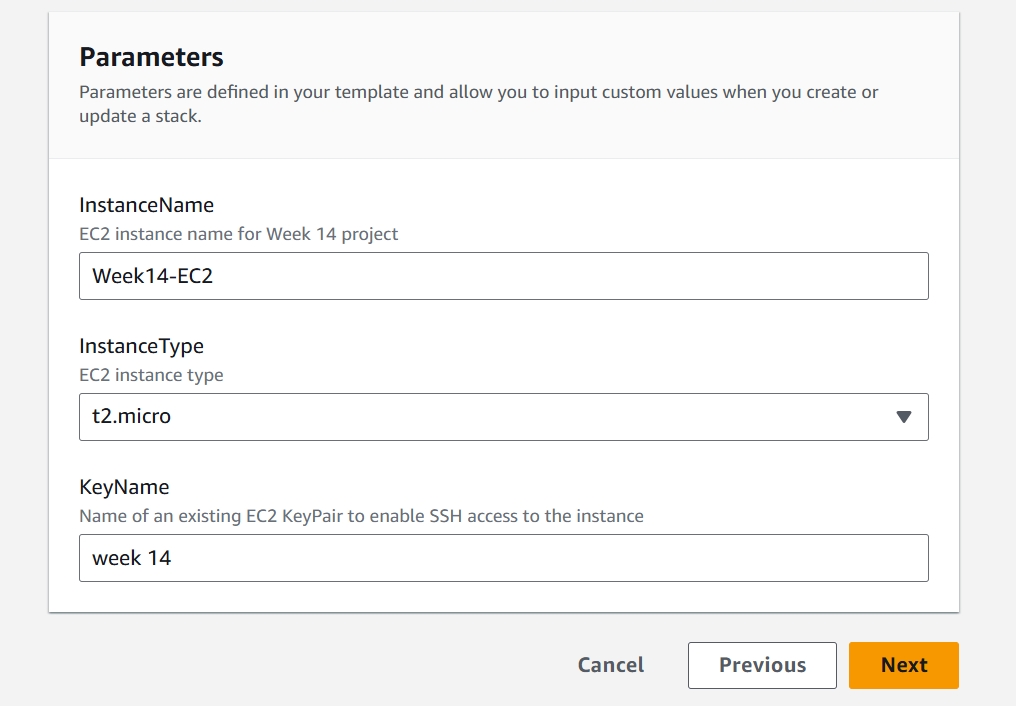 Parameters
Parameters are defined in your template and allow you to input custom values when you create or
update a stack.
InstanceName
EC2 instance name for Week 14 project
Week14-EC2
InstanceType
EC2 instance type
t2.micro
KeyName
Name of an existing EC2 KeyPair to enable SSH access to the instance
week 14
Cancel
Previous
Next